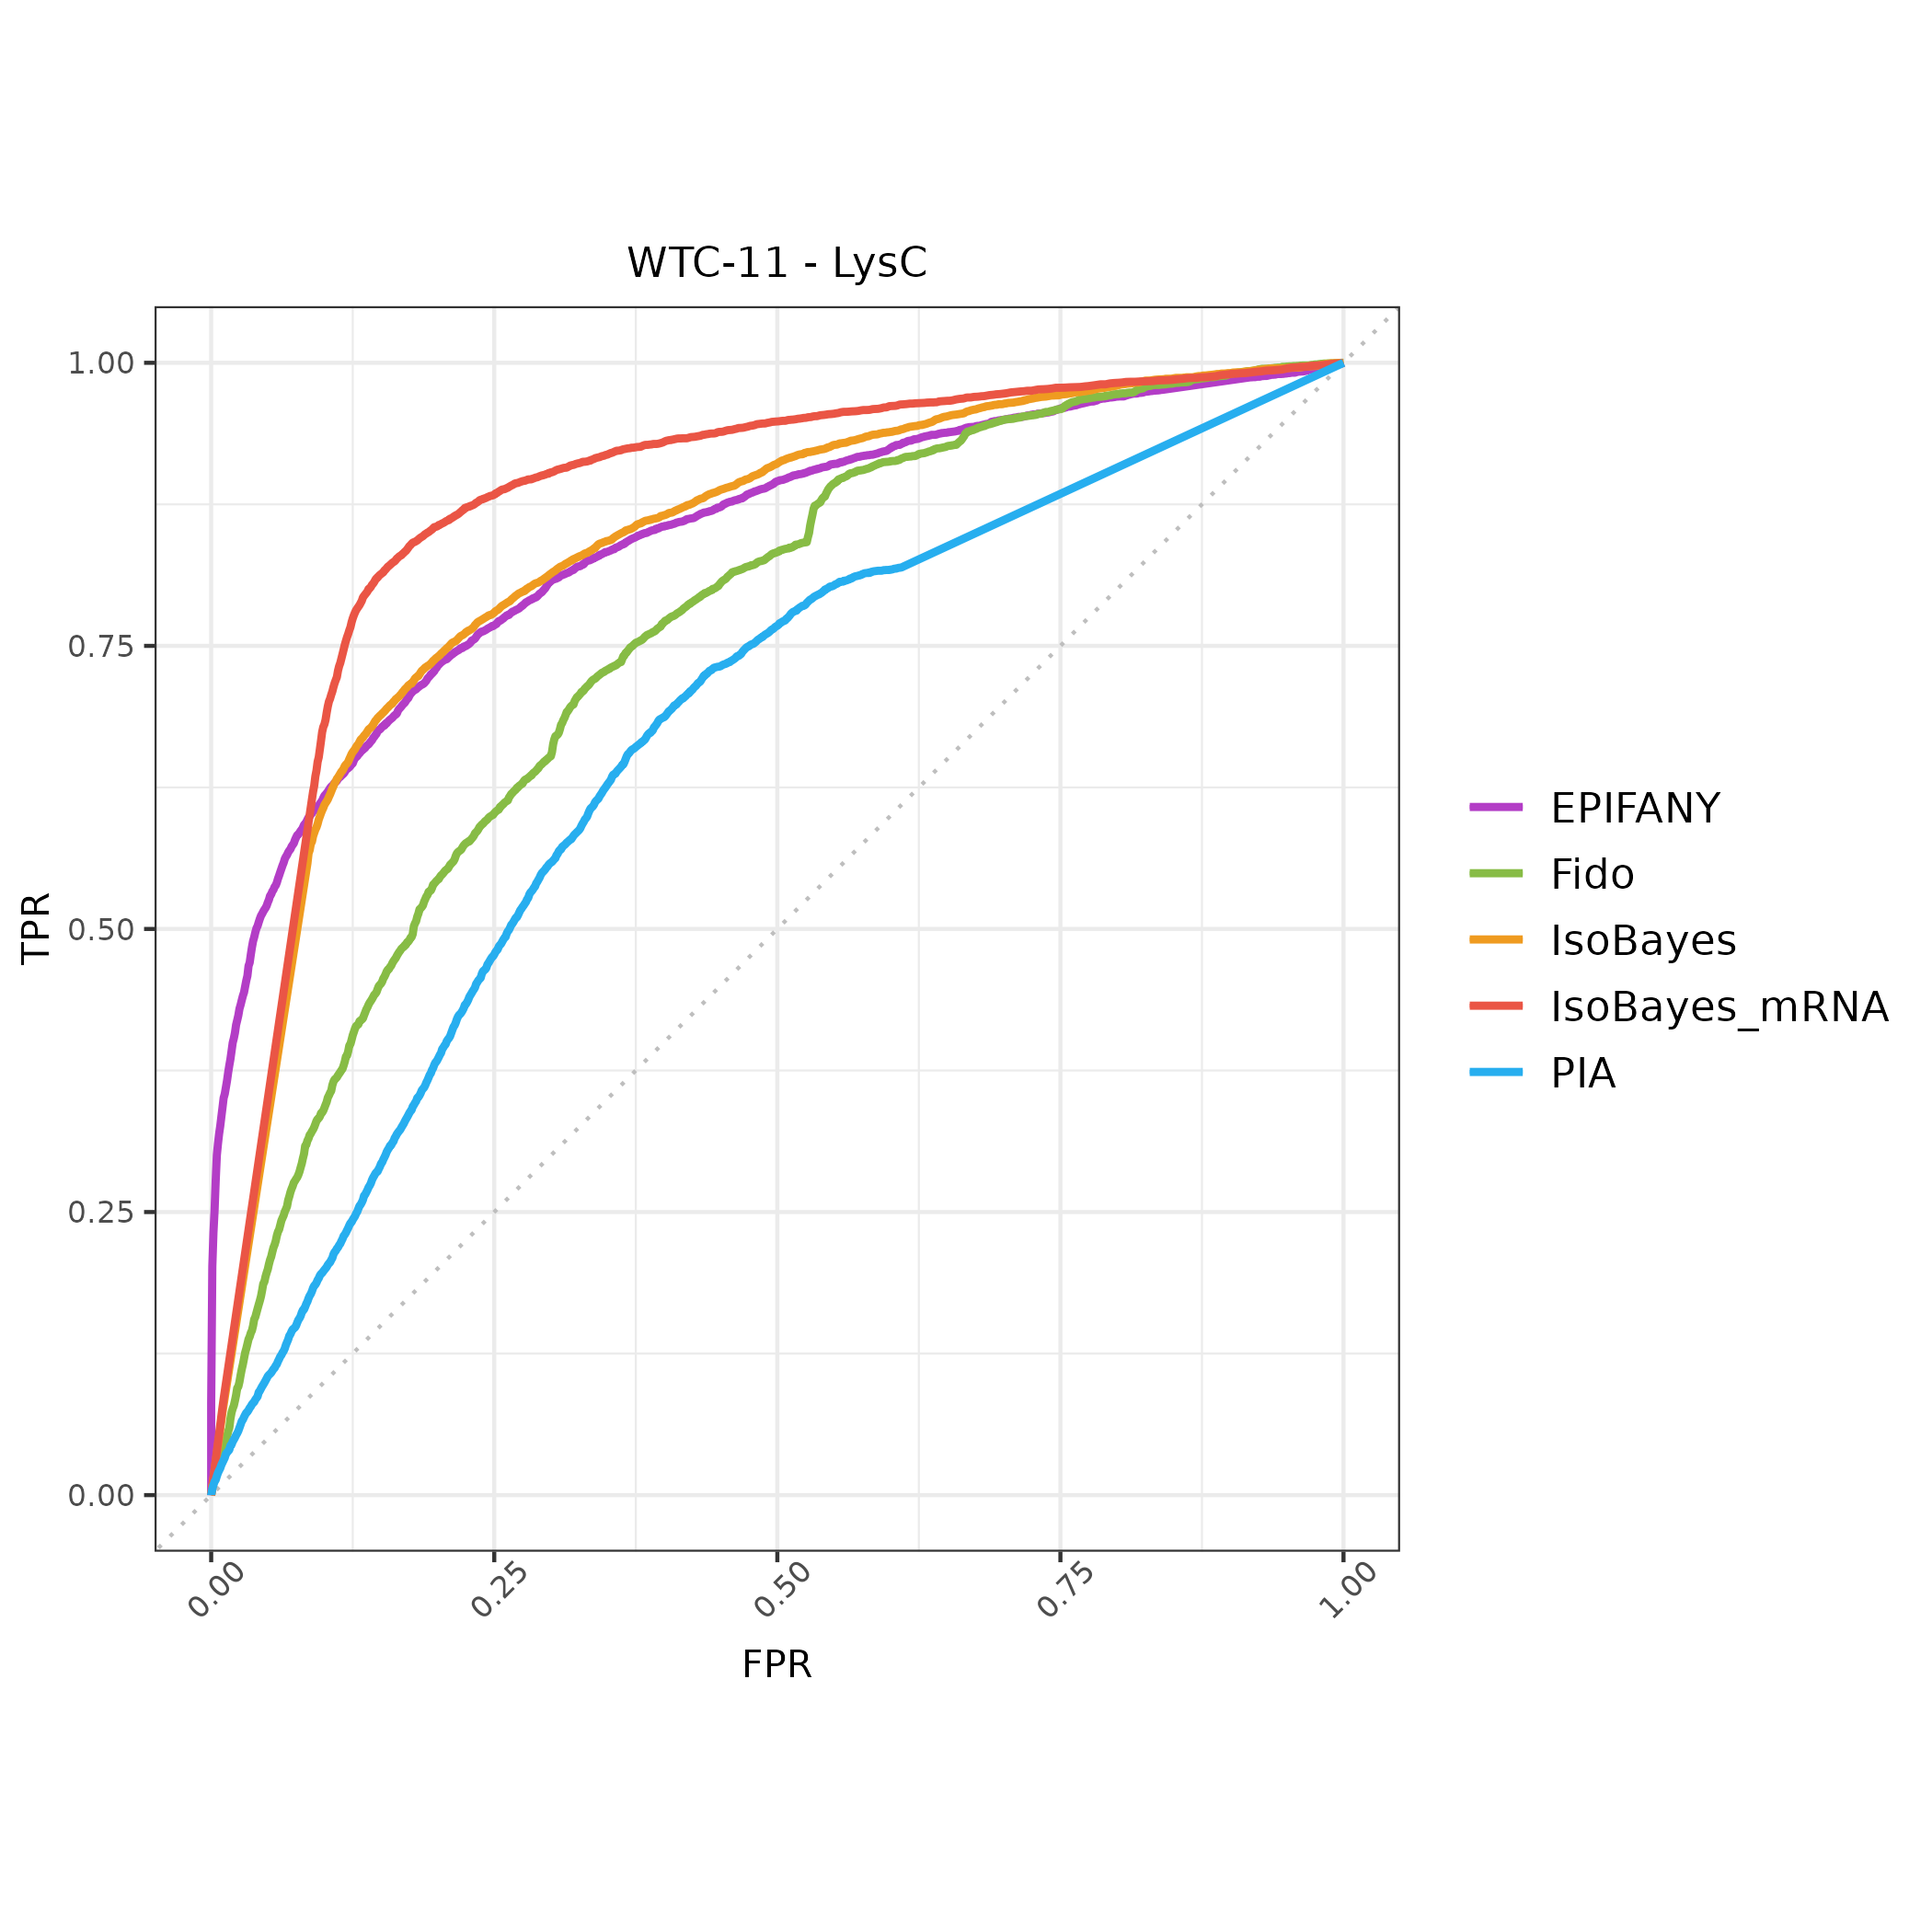 WTC-11 - LysC
1.00
0.75
0.50
0.25
0.00
TPR
0.00
0.25
0.50
0.75
1.00
FPR
EPIFANY
Fido
IsoBayes
IsoBayes_mRNA
PIA